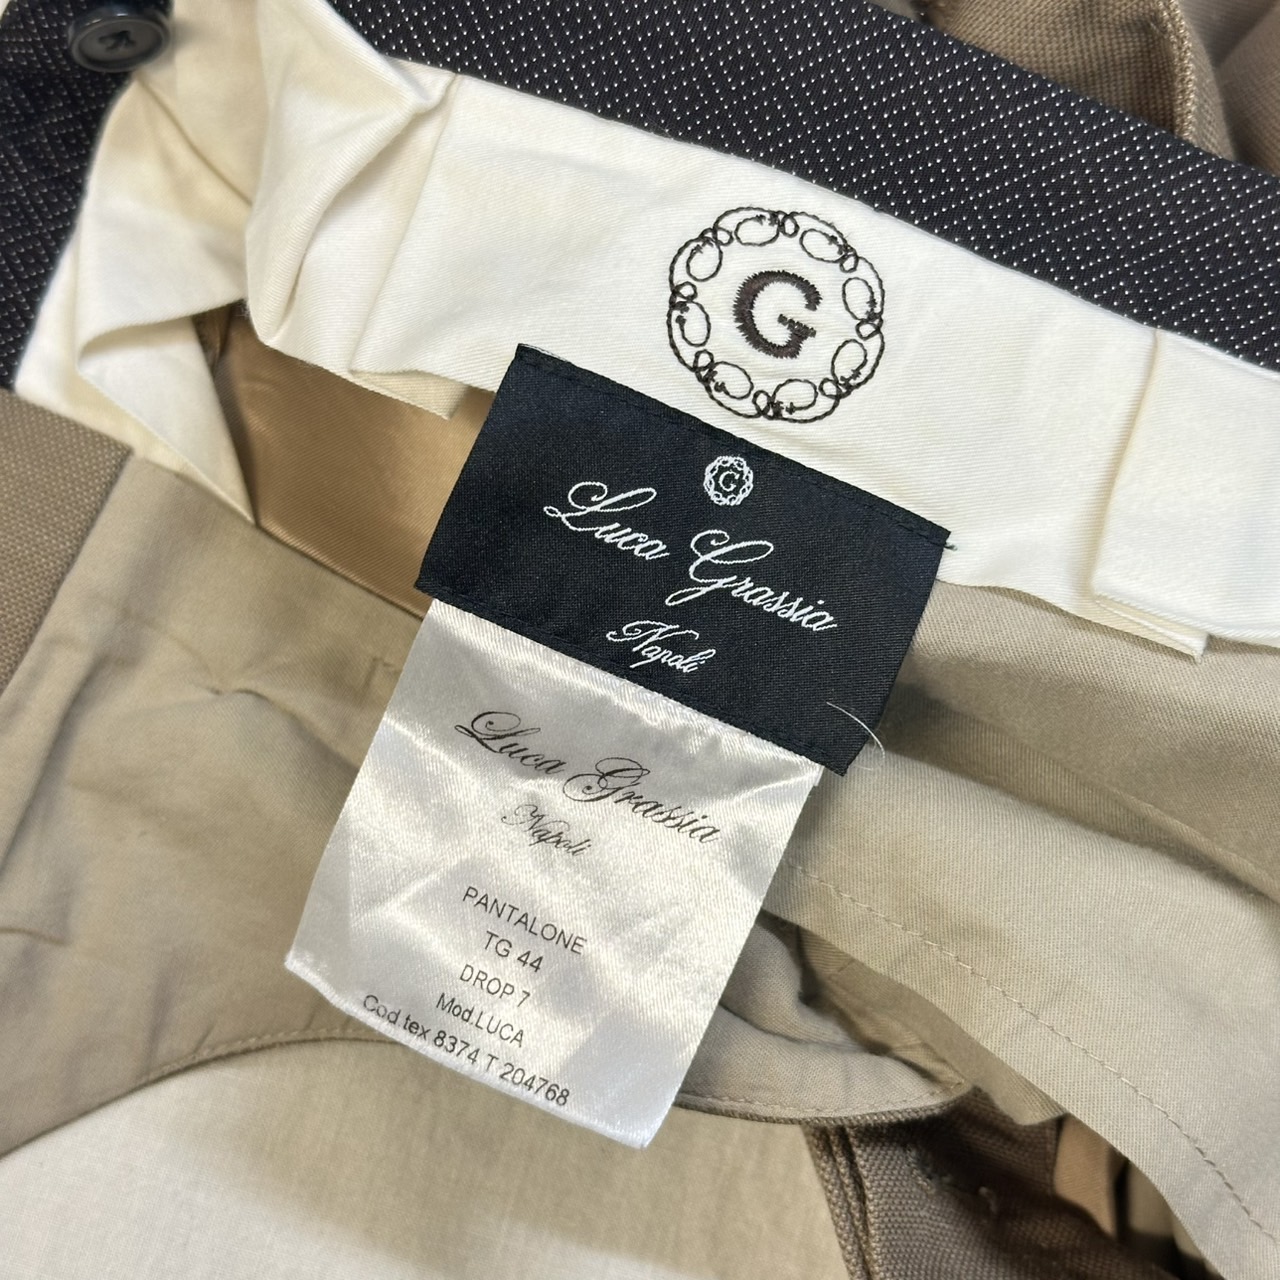 G
G
Luca Grassia
Napoli
Luca Grassia
Napoli
PANTALONE
TG 44
DROP 7
Mod.LUCA
Cod tex 8374 T 204768